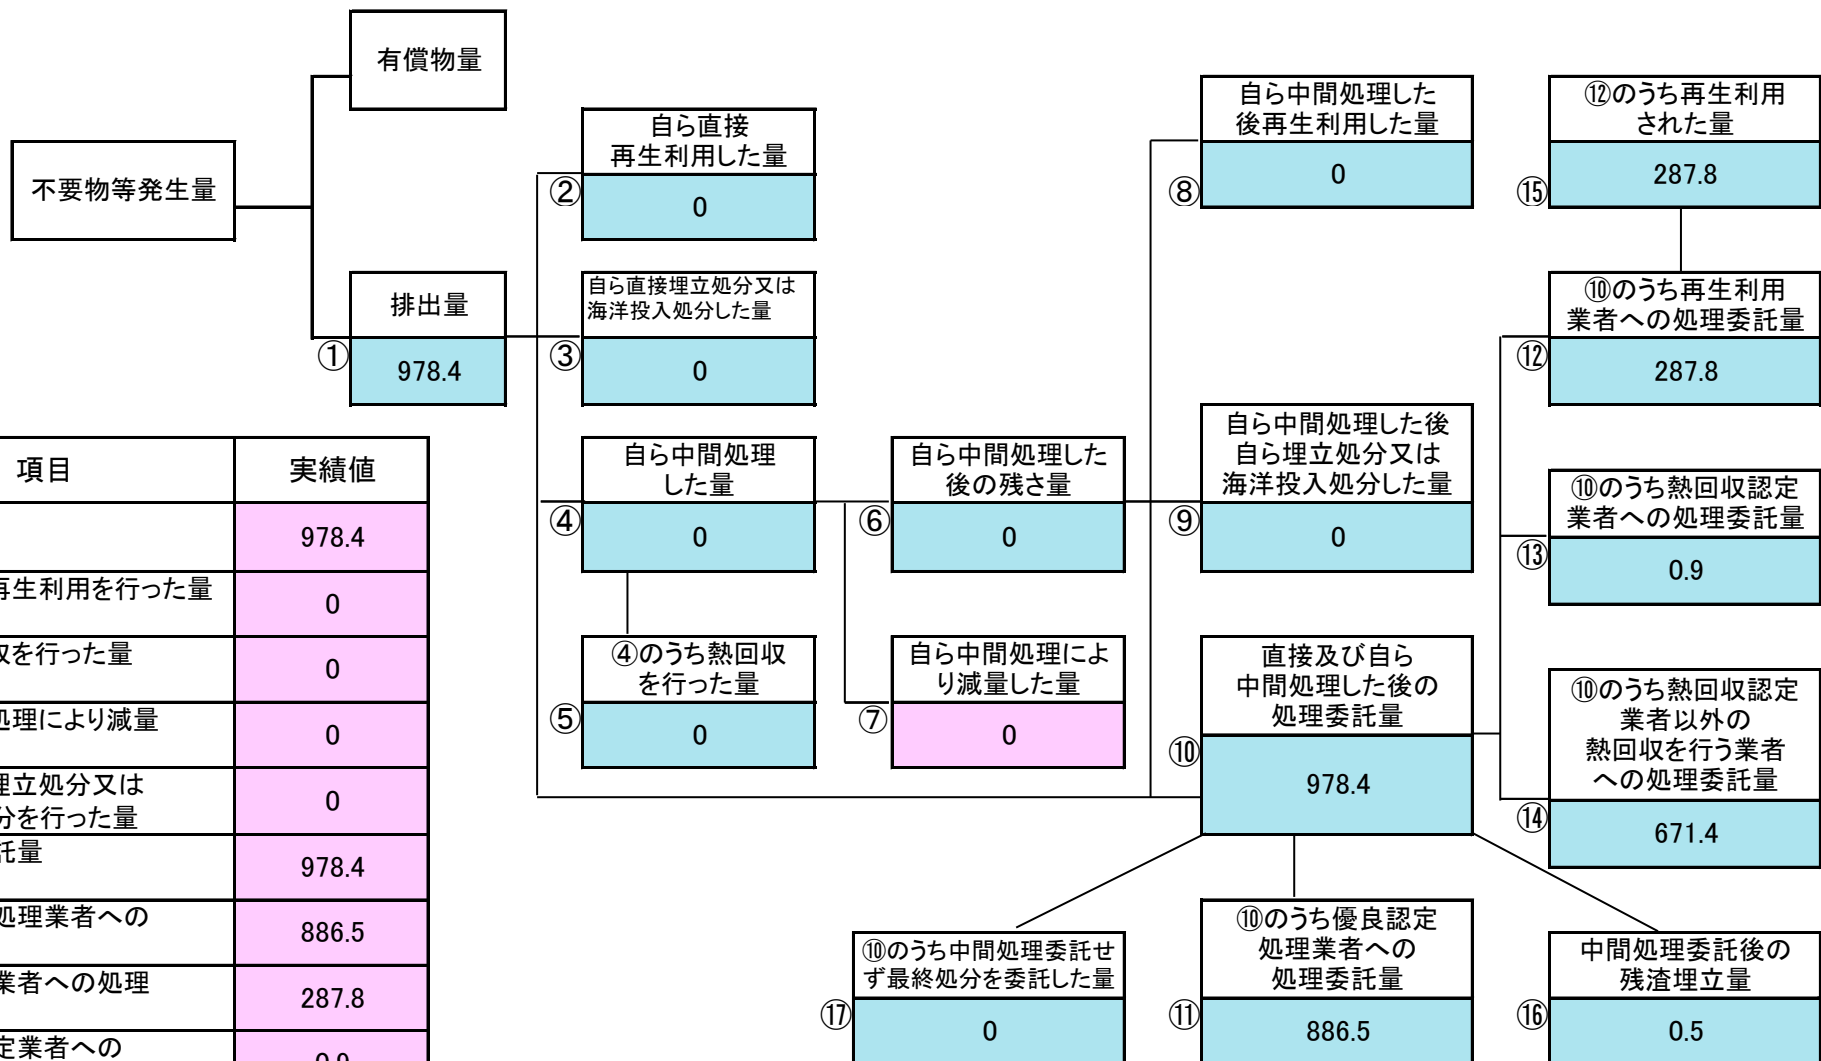 有償物量
不要物等発生量
排出量
①
978.4
自ら直接
再生利用した量
②
0
自ら直接埋立処分又は
海洋投入処分した量
③
0
自ら中間処理
した量
④
0
④のうち熱回収
を行った量
⑤
0
自ら中間処理した
後の残さ量
⑥
0
自ら中間処理によ
り減量した量
⑦
0
自ら中間処理した
後再生利用した量
⑧
0
自ら中間処理した後
自ら埋立処分又は
海洋投入処分した量
⑨
0
直接及び自ら
中間処理した後の
処理委託量
⑩
978.4
⑫のうち再生利用
された量
⑮
287.8
⑩のうち再生利用
業者への処理委託量
⑫
287.8
⑩のうち熱回収認定
業者への処理委託量
⑬
0.9
⑩のうち熱回収認定
業者以外の
熱回収を行う業者
への処理委託量
⑭
671.4
⑩のうち中間処理委託せ
ず最終処分を委託した量
⑰
0
⑩のうち優良認定
処理業者への
処理委託量
⑪
886.5
中間処理委託後の
残渣埋立量
⑯
0.5
項目 実績値
978.4
再生利用を行った量
0
を行った量
0
処理により減量
0
埋立処分又は
分を行った量
0
託量
978.4
処理業者への
886.5
業者への処理
287.8
定業者への
0.9